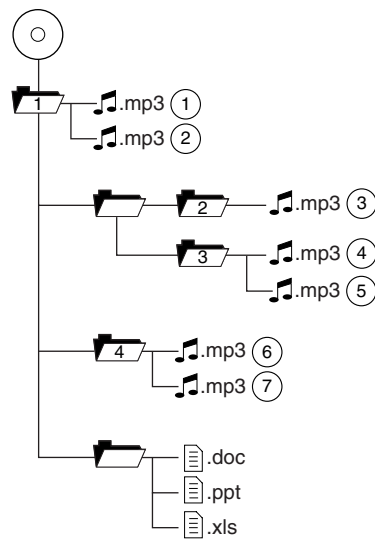 1 .mp3 1
.mp3 2
2 .mp3 3
3 .mp3 4
.mp3 5
4 .mp3 6
.mp3 7
.doc
.ppt
.xls